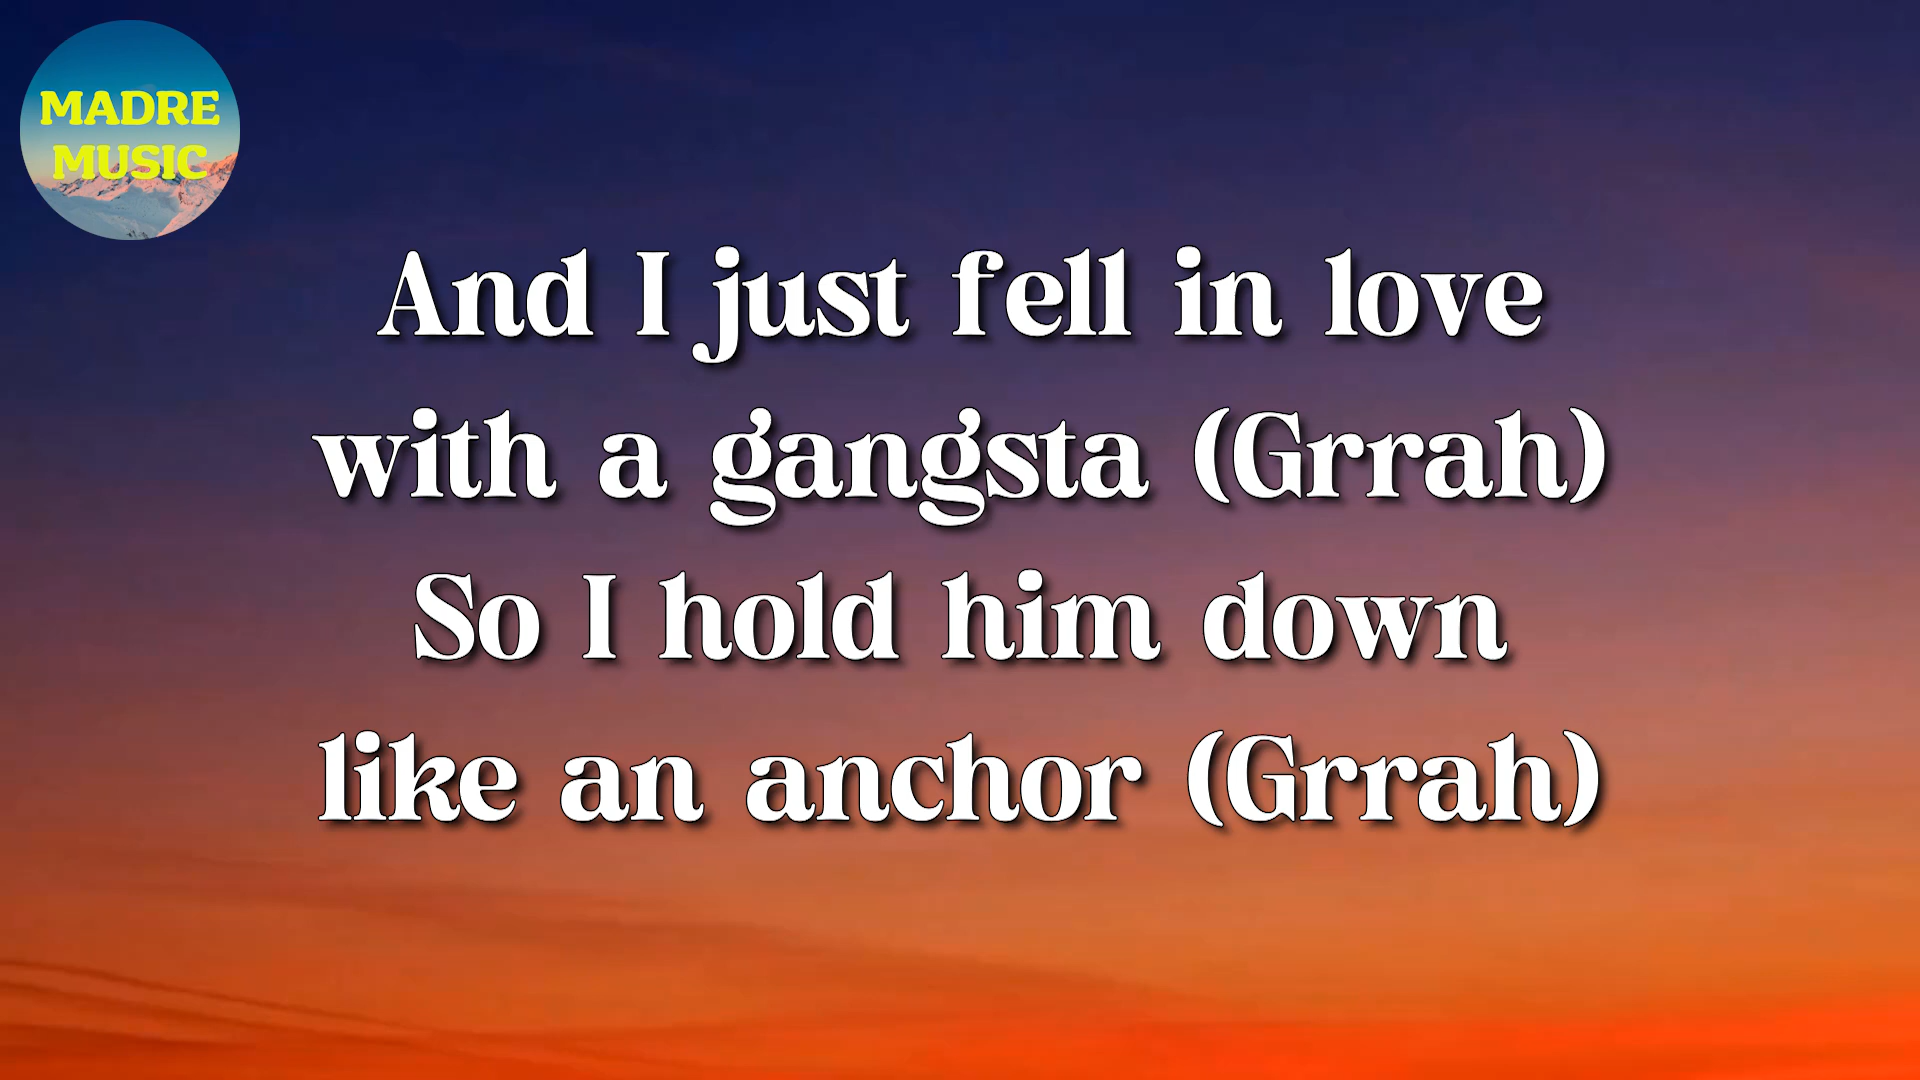 MADRE
MUSIC
And I just fell in love
with a gangsta (Grrah)
So I hold him down
like an anchor (Grrah)